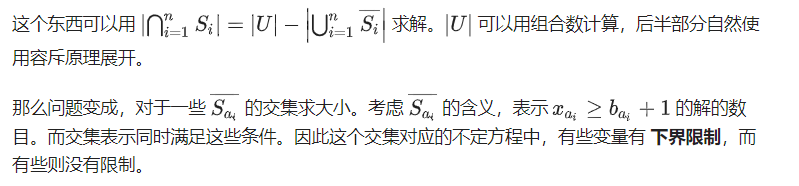 这个东西可以用 $\left|\bigcap_{i=1}^{n} S_i\right| = |U| - \left|\bigcup_{i=1}^{n} \overline{S_i}\right|$ 求解。$|U|$ 可以用组合数计算，后半部分自然使
用容斥原理展开。
那么问题变成，对于一些 $\overline{S_{a_i}}$ 的交集求大小。考虑 $\overline{S_{a_i}}$ 的含义，表示 $x_{a_i} \geq b_{a_i} + 1$ 的解的数
目。而交集表示同时满足这些条件。因此这个交集对应的不定方程中，有些变量有 下界限制，而
有些则没有限制。